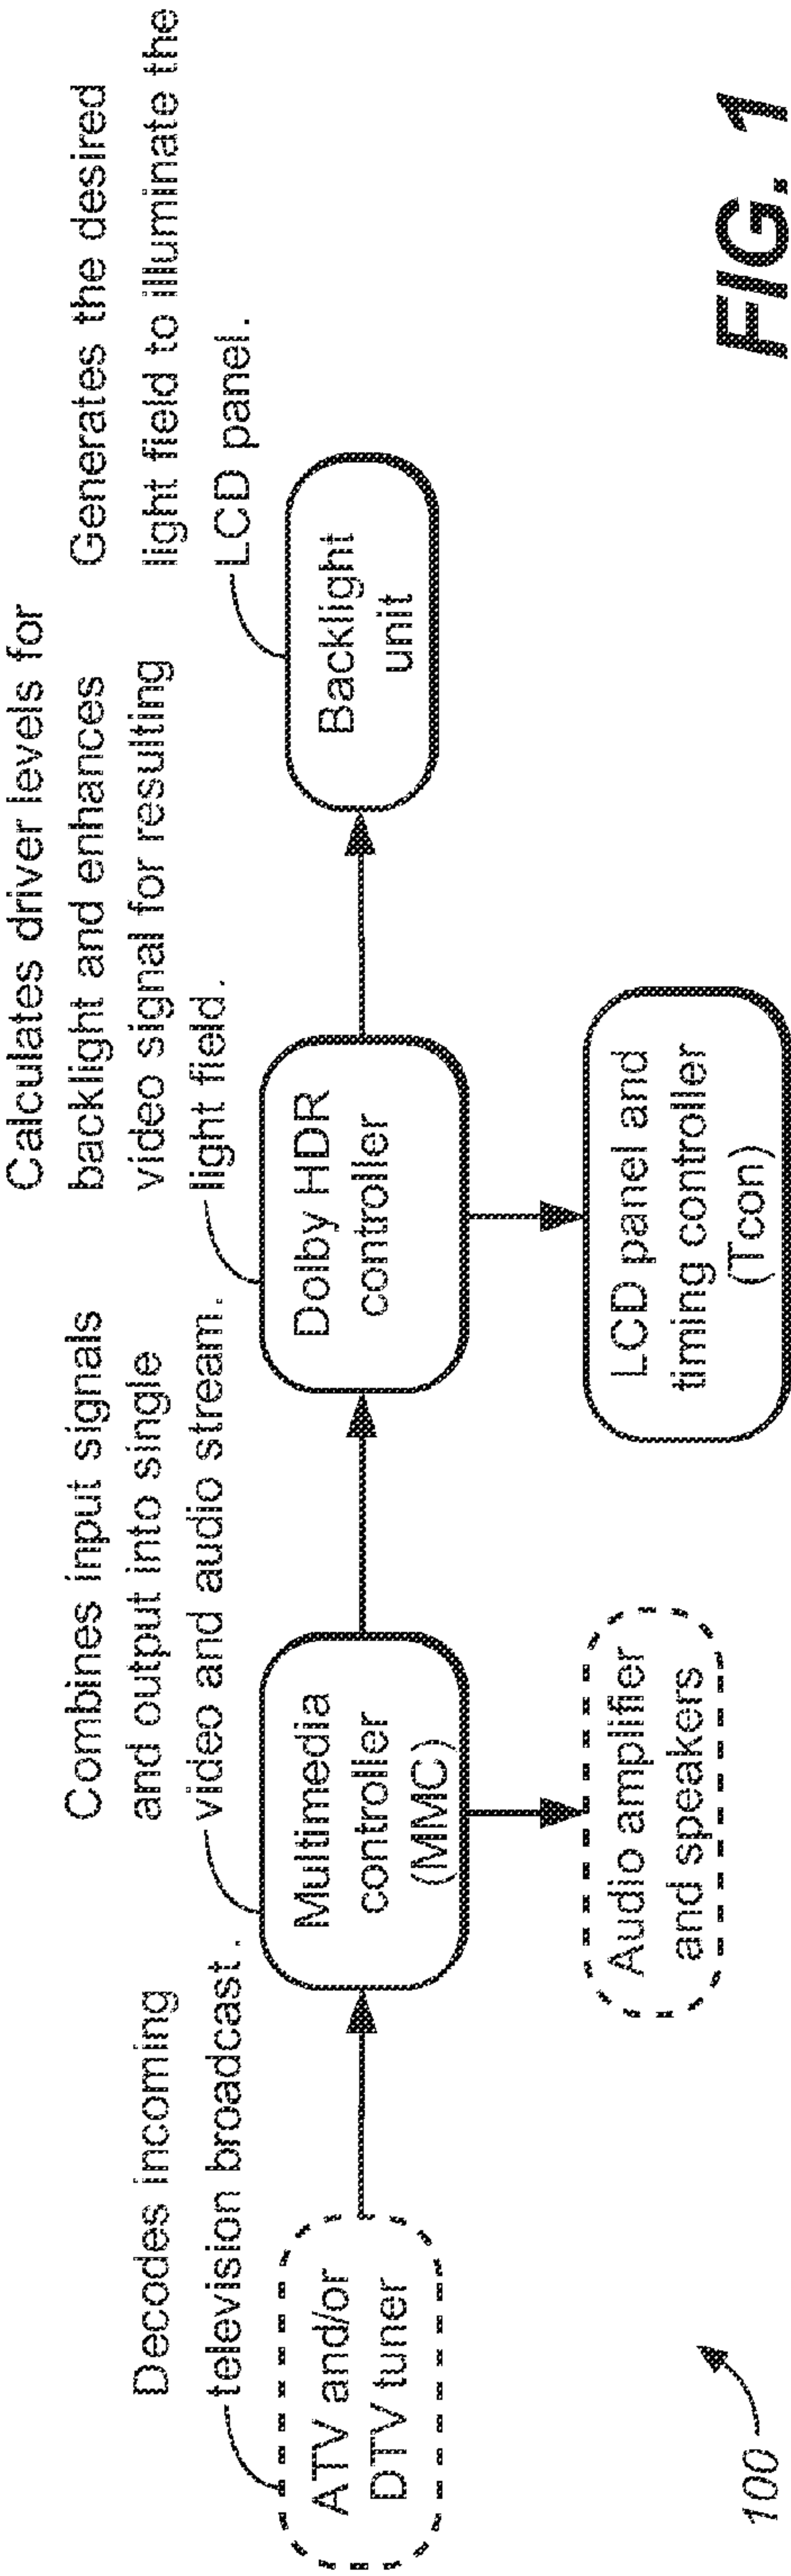 Decodes incoming
television broadcast.
ATV and/or
DTV tuner
Combines input signals
and output into single
video and audio stream.
Multimedia
controller
(MMC)
Audio amplifier
and speakers
Calculates driver levels for
backlight and enhances
video signal for resulting
light field.
Dolby HDR
controller
LCD panel and
timing controller
(Tcon)
Generates the desired
light field to illuminate the
LCD panel.
Backlight
unit
100
FIG. 1